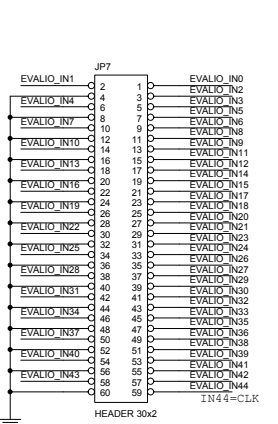 JP7
EVALIO_IN1 2 1 EVALIO_IN0
4 3 EVALIO_IN2
EVALIO_IN4 6 5 EVALIO_IN3
8 7 EVALIO_IN5
EVALIO_IN7 10 9 EVALIO_IN6
12 11 EVALIO_IN8
EVALIO_IN10 14 13 EVALIO_IN9
16 15 EVALIO_IN11
EVALIO_IN13 18 17 EVALIO_IN12
20 19 EVALIO_IN14
EVALIO_IN16 22 21 EVALIO_IN15
24 23 EVALIO_IN17
EVALIO_IN19 26 25 EVALIO_IN18
28 27 EVALIO_IN20
EVALIO_IN22 30 29 EVALIO_IN21
32 31 EVALIO_IN23
EVALIO_IN25 34 33 EVALIO_IN24
36 35 EVALIO_IN26
EVALIO_IN28 38 37 EVALIO_IN27
40 39 EVALIO_IN29
EVALIO_IN31 42 41 EVALIO_IN30
44 43 EVALIO_IN32
EVALIO_IN34 46 45 EVALIO_IN33
48 47 EVALIO_IN35
EVALIO_IN37 50 49 EVALIO_IN36
52 51 EVALIO_IN38
EVALIO_IN40 54 53 EVALIO_IN39
56 55 EVALIO_IN41
EVALIO_IN43 58 57 EVALIO_IN42
60 59 EVALIO_IN44
IN44=CLK
HEADER 30x2